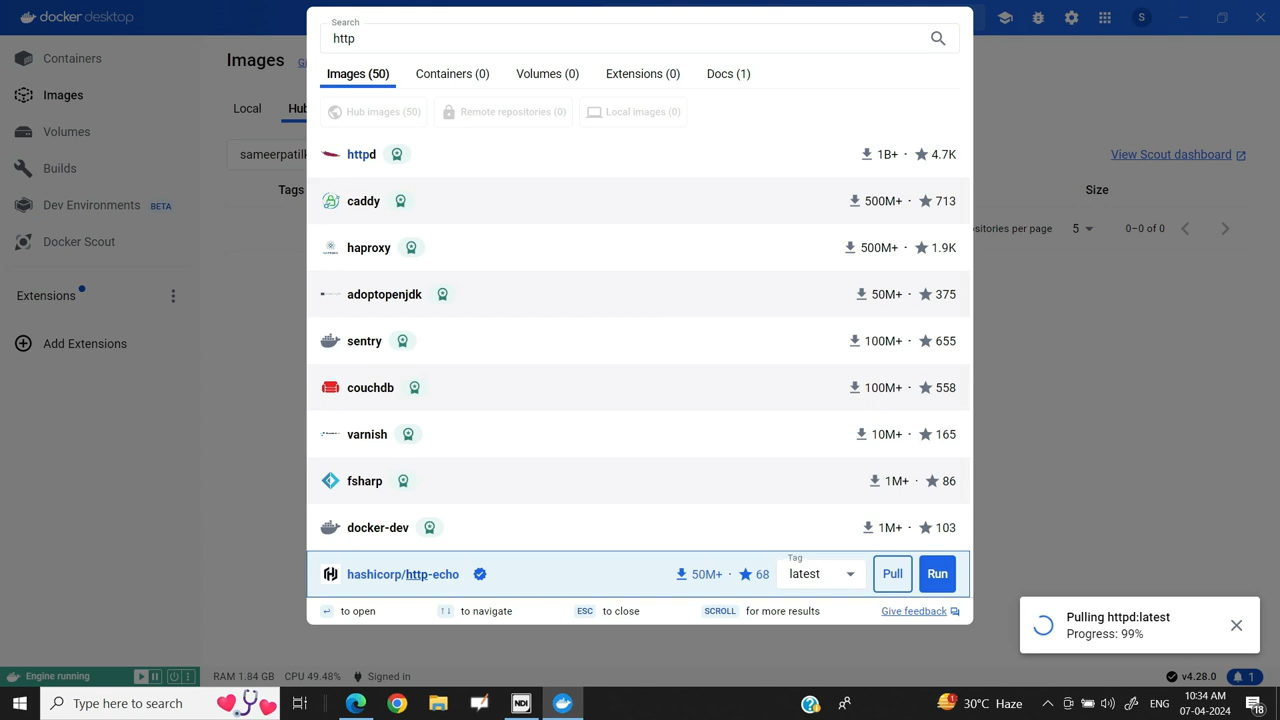 docker desktop
S
Containers
Images
Volumes
Builds
Dev Environments BETA
Docker Scout
Extensions
Add Extensions
Images Gi
Local Hub
sameerpatilk
Tags
View Scout dashboard
Size
sitories per page 5 0–0 of 0
Search
http
Images (50) Containers (0) Volumes (0) Extensions (0) Docs (1)
Hub images (50) Remote repositories (0) Local images (0)
httpd 1B+ · 4.7K
caddy 500M+ · 713
haproxy 500M+ · 1.9K
adoptopenjdk 50M+ · 375
sentry 100M+ · 655
couchdb 100M+ · 558
varnish 10M+ · 165
fsharp 1M+ · 86
docker-dev 1M+ · 103
Tag
hashicorp/http-echo 50M+ · 68 latest Pull Run
to open to navigate ESC to close SCROLL for more results Give feedback
Pulling httpd:latest
Progress: 99%
Engine running RAM 1.84 GB CPU 49.48% Signed in v4.28.0 1
Type here to search
NDI
30°C Haze
ENG
10:34 AM
07-04-2024
18